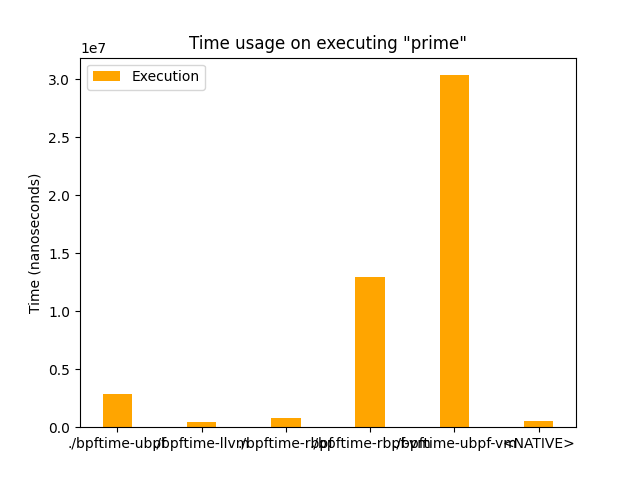 Time usage on executing "prime"
1e7
Execution
3.0
2.5
2.0
1.5
1.0
0.5
0.0
Time (nanoseconds)
./bpftime-ubpf
./bpftime-llvm
./bpftime-rbpf
./bpftime-rbpf-vm
./bpftime-ubpf-vm
<NATIVE>